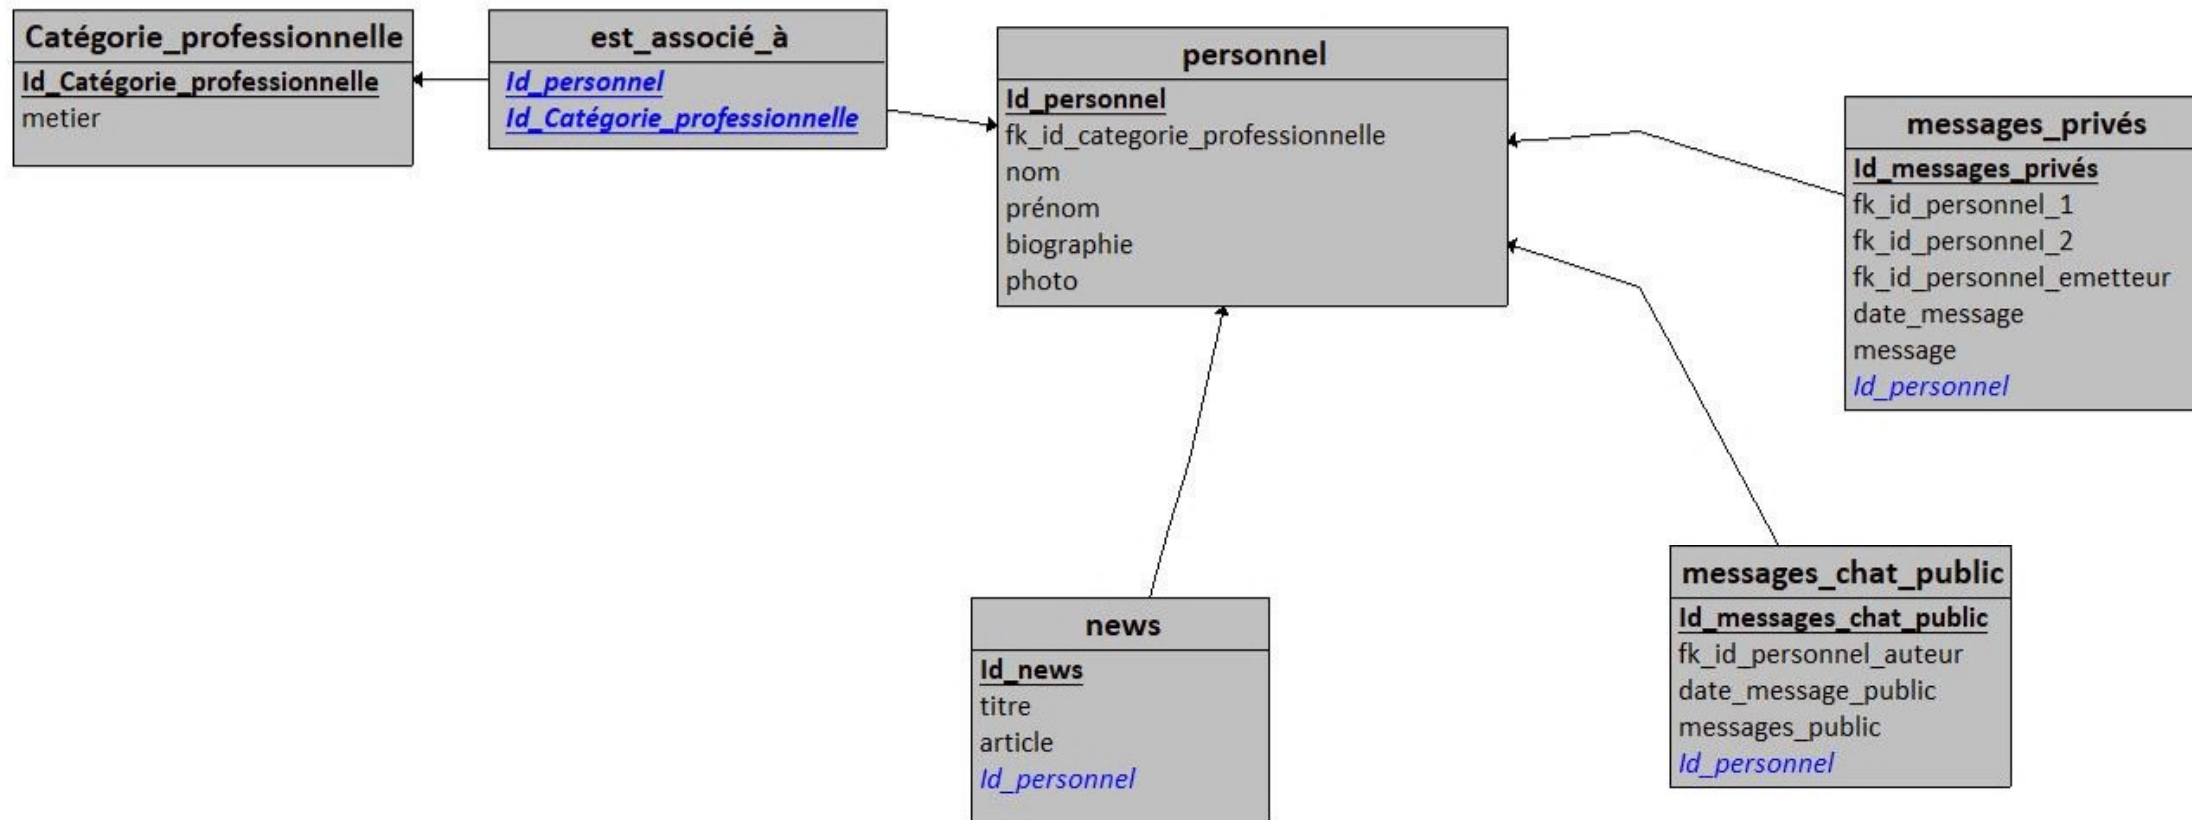 Catégorie_professionnelle
Id_Catégorie_professionnelle
metier
est_associé_à
Id_personnel
Id_Catégorie_professionnelle
personnel
Id_personnel
fk_id_categorie_professionnelle
nom
prénom
biographie
photo
messages_privés
Id_messages_privés
fk_id_personnel_1
fk_id_personnel_2
fk_id_personnel_emetteur
date_message
message
Id_personnel
news
Id_news
titre
article
Id_personnel
messages_chat_public
Id_messages_chat_public
fk_id_personnel_auteur
date_message_public
messages_public
Id_personnel